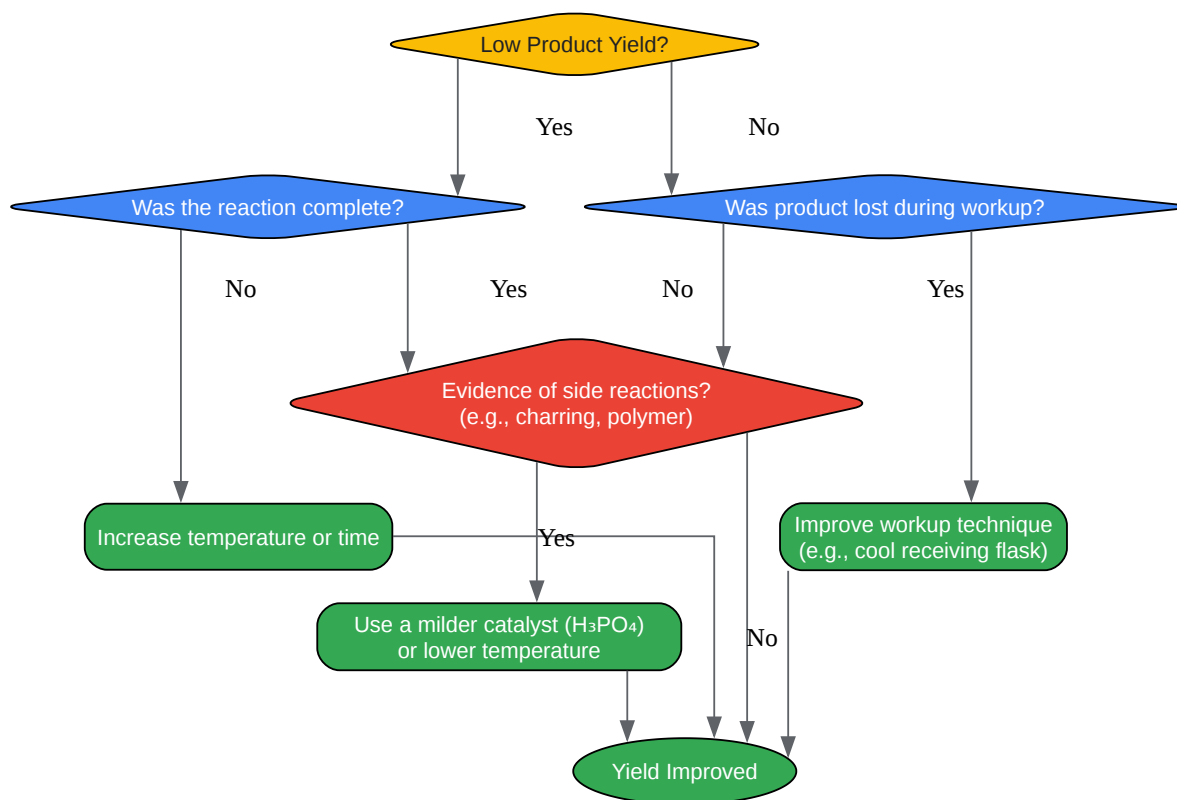 Low Product Yield?
Yes
No
Was the reaction complete?
Was product lost during workup?
No
Yes
No
Yes
Evidence of side reactions?
(e.g., charring, polymer)
Increase temperature or time
Yes
Improve workup technique
(e.g., cool receiving flask)
Use a milder catalyst (H₃PO₄)
or lower temperature
No
Yield Improved